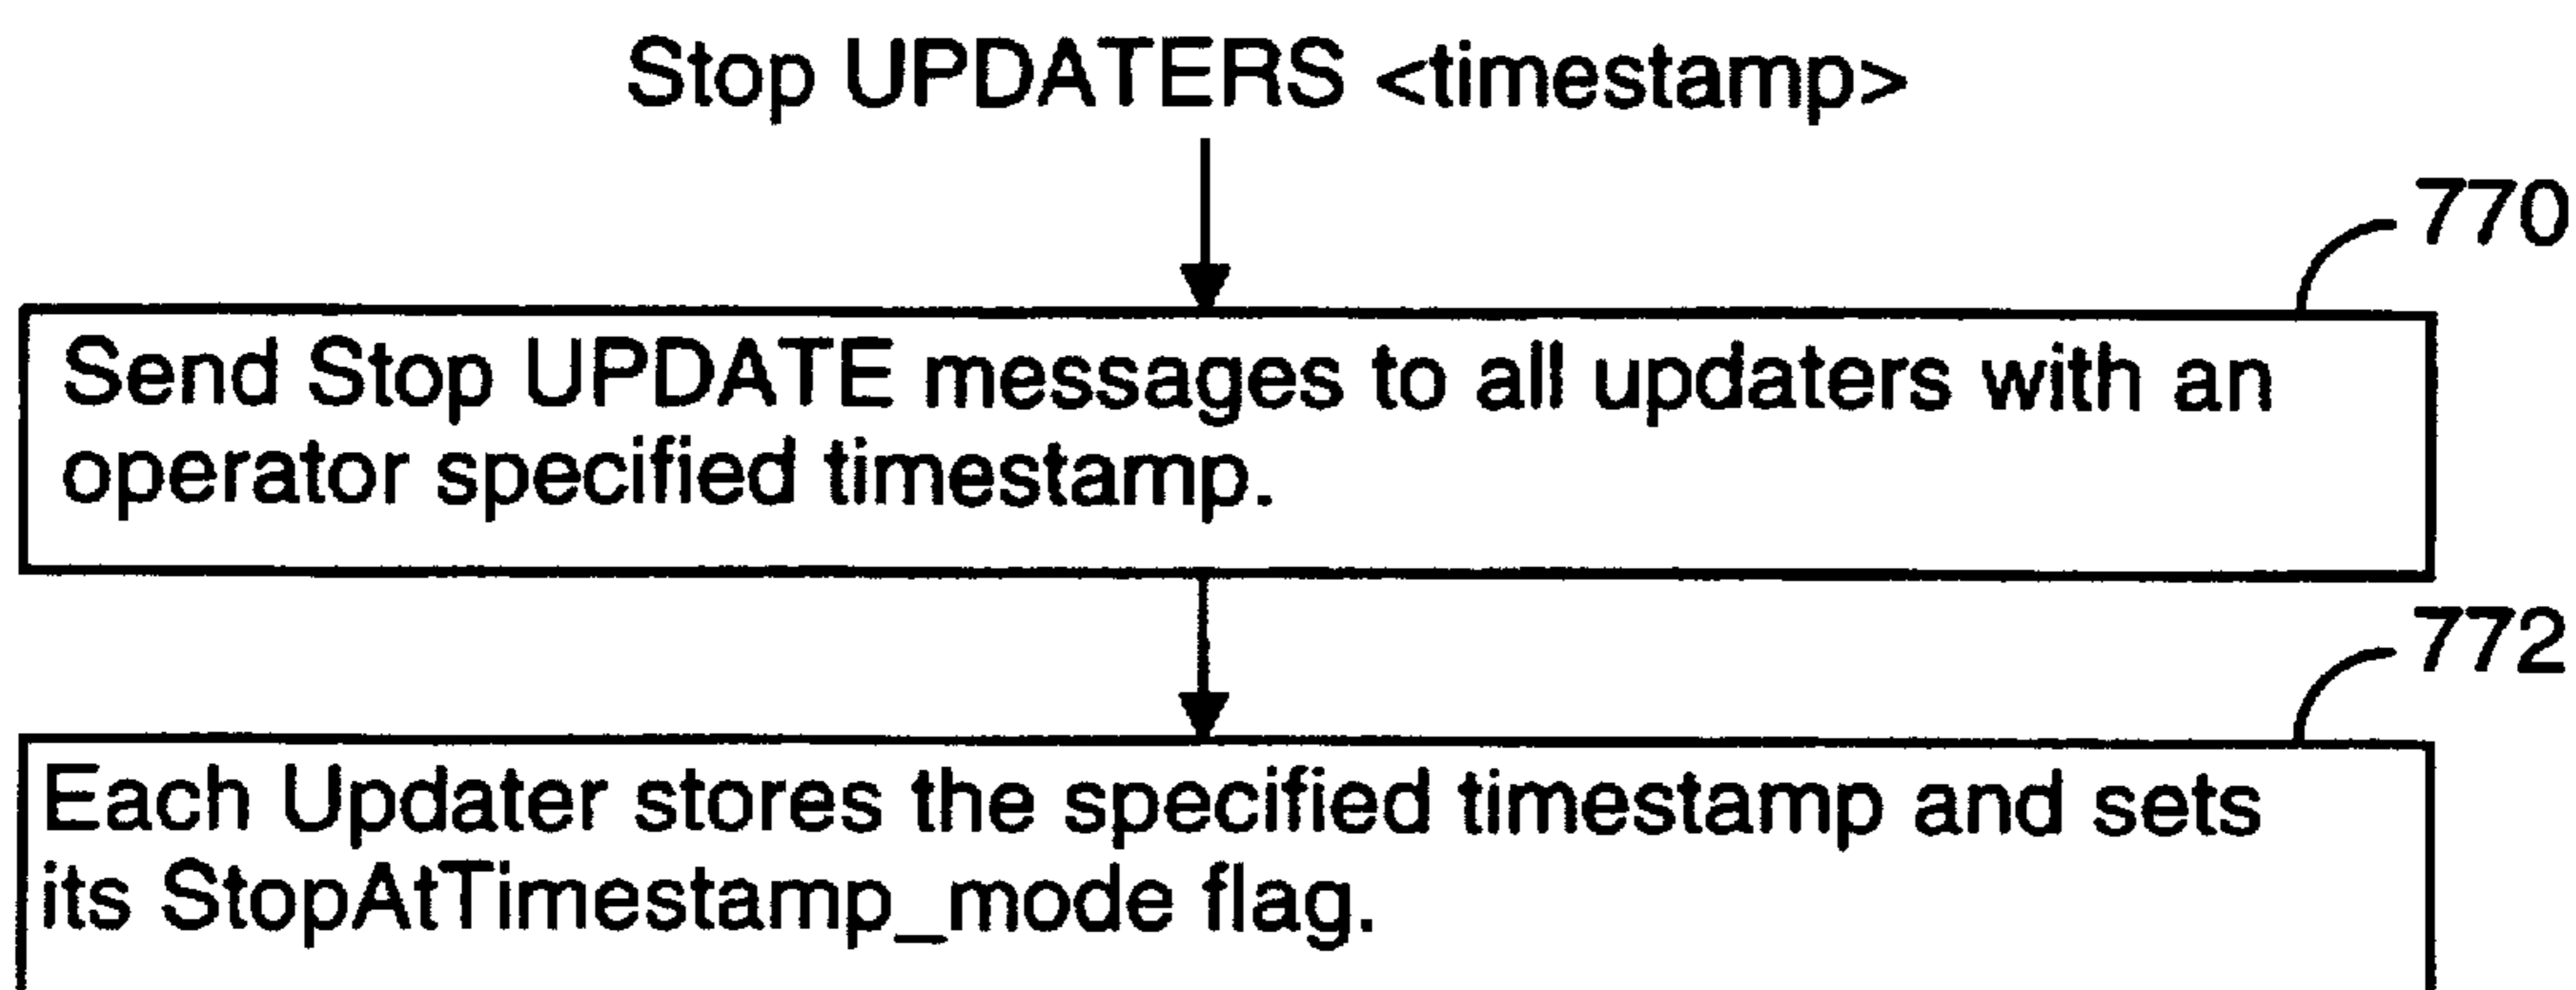 Stop UPDATERS <timestamp>
770
Send Stop UPDATE messages to all updaters with an
operator specified timestamp.
772
Each Updater stores the specified timestamp and sets
its StopAtTimestamp_mode flag.